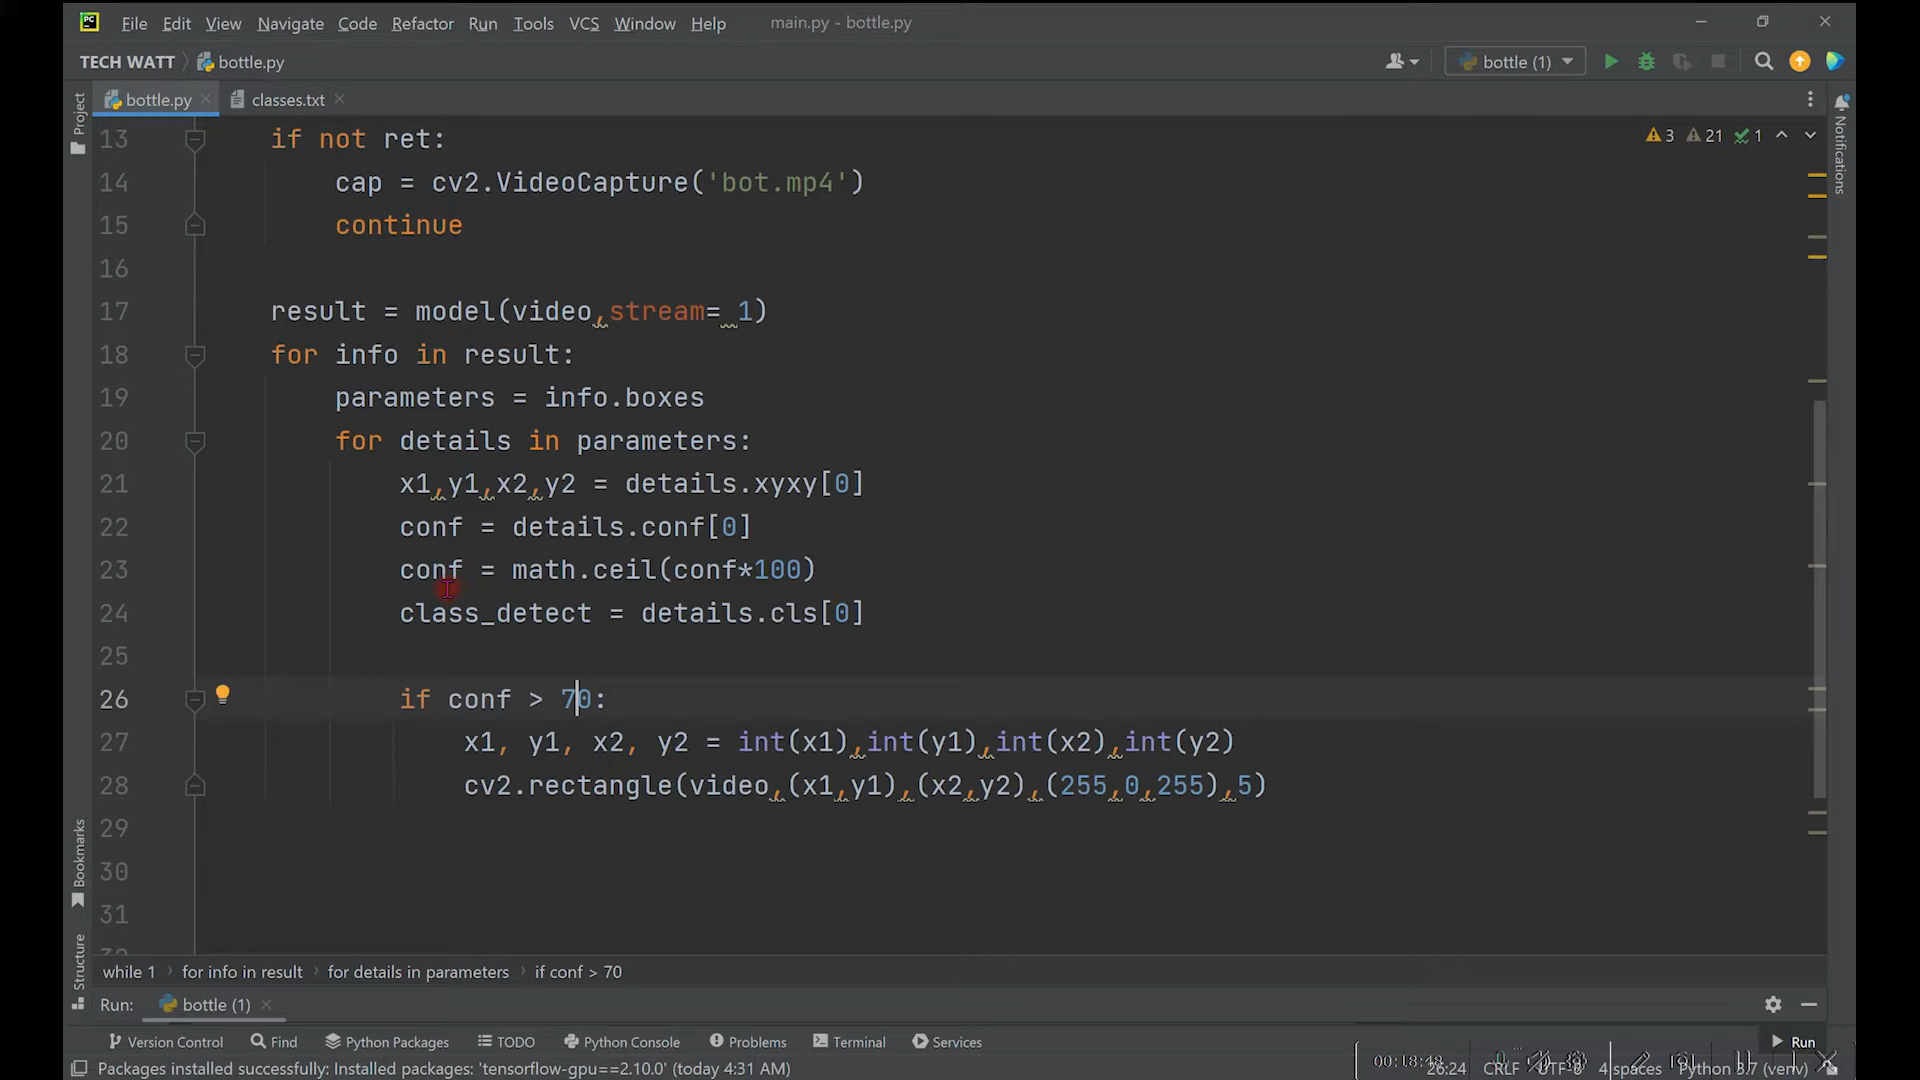 PC File Edit View Navigate Code Refactor Run Tools VCS Window Help main.py - bottle.py
TECH WATT bottle.py bottle (1)
bottle.py classes.txt
Project
Notifications
3 21 1
13 if not ret:
14 cap = cv2.VideoCapture('bot.mp4')
15 continue
16
17 result = model(video,stream= 1)
18 for info in result:
19 parameters = info.boxes
20 for details in parameters:
21 x1,y1,x2,y2 = details.xyxy[0]
22 conf = details.conf[0]
23 conf = math.ceil(conf*100)
24 class_detect = details.cls[0]
25
26 if conf > 70:
27 x1, y1, x2, y2 = int(x1),int(y1),int(x2),int(y2)
28 cv2.rectangle(video,(x1,y1),(x2,y2),(255,0,255),5)
29
30
31
Bookmarks
Structure
while 1 for info in result for details in parameters if conf > 70
Run: bottle (1)
Version Control Find Python Packages TODO Python Console Problems Terminal Services Run
Packages installed successfully: Installed packages: 'tensorflow-gpu==2.10.0' (today 4:31 AM) 00:18:48 26:24 CRLF UTF-8 4 spaces Python 3.7 (venv)